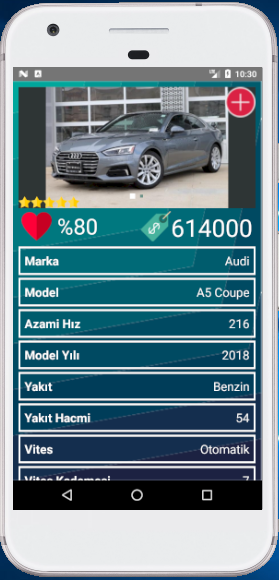 10:30
%80
614000
Marka Audi
Model A5 Coupe
Azami Hız 216
Model Yılı 2018
Yakıt Benzin
Yakıt Hacmi 54
Vites Otomatik
Vites Kademesi 7